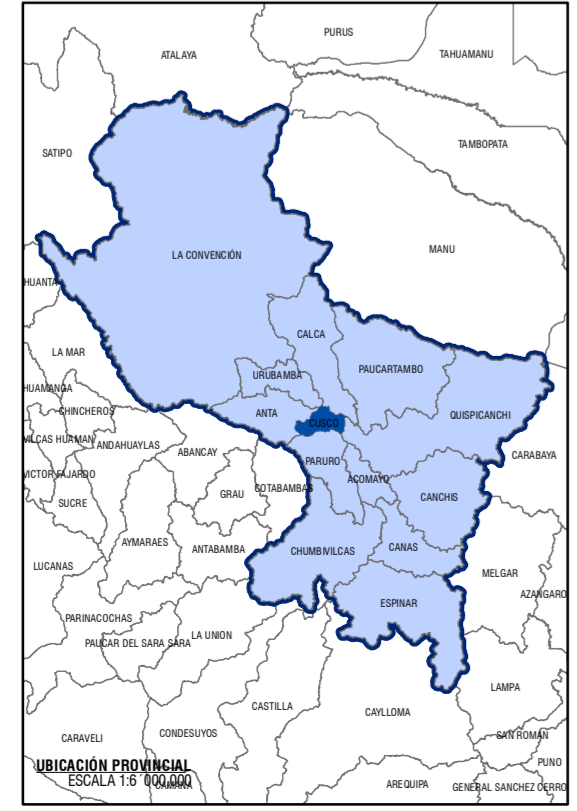 PURUS
ATALAYA
TAHUAMANU
SATIPO
TAMBOPATA
MANU
LA CONVENCIÓN
HUANTA
CALCA
LA MAR
PAUCARTAMBO
URUBAMBA
HUAMANGA
CHINCHEROS
ANTA
CUSCO
QUISPICANCHI
VILCAS HUAMAN
ANDAHUAYLAS
ABANCAY
CARABAYA
PARURO
VICTOR FAJARDO
ACOMAYO
COTABAMBAS
GRAU
CANCHIS
SUCRE
AYMARAES
ANTABAMBA
CHUMBIVILCAS
CANAS
LUCANAS
MELGAR
AZANGARO
ESPINAR
PARINACOCHAS
LA UNION
PAUCAR DEL SARA SARA
LAMPA
CASTILLA
CAYLLOMA
CARAVELI
CONDESUYOS
SAN ROMAN
PUNO
UBICACIÓN PROVINCIAL
ESCALA 1:6´000,000
CAMANA
AREQUIPA
GENERAL SANCHEZ CERRO